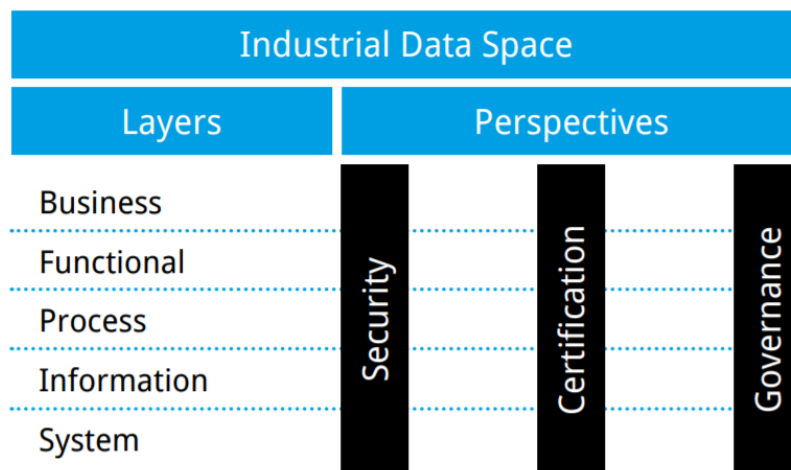 Industrial Data Space
Layers
Perspectives
Business
Functional
Process
Information
System
Security
Certification
Governance